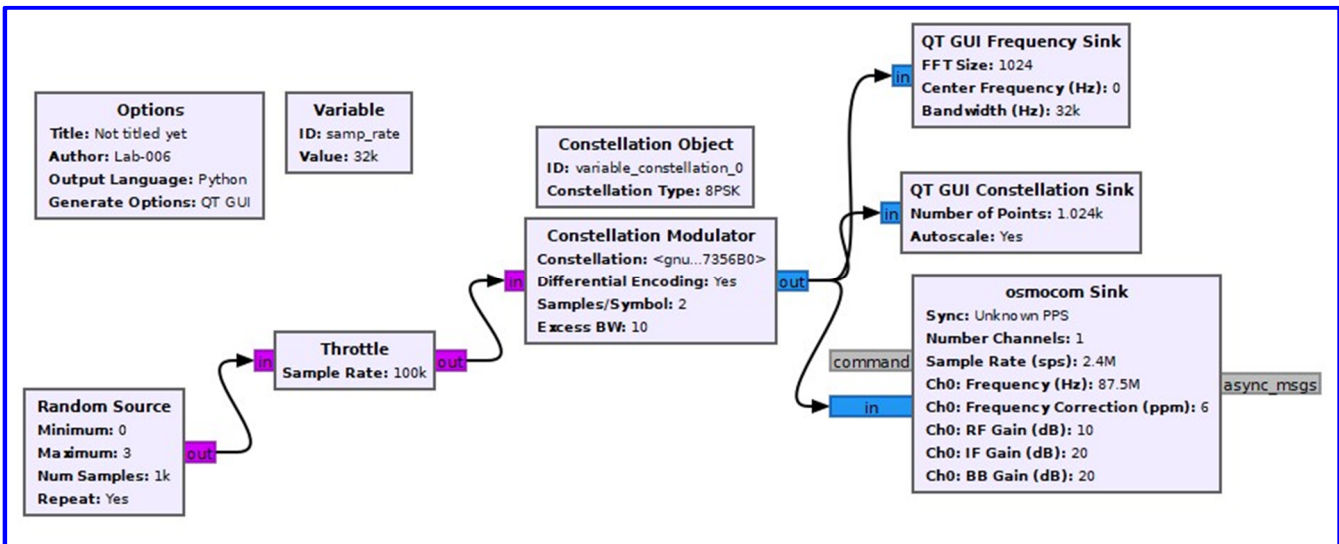 Options
Title: Not titled yet
Author: Lab-006
Output Language: Python
Generate Options: QT GUI
Variable
ID: samp_rate
Value: 32k
Constellation Object
ID: variable_constellation_0
Constellation Type: 8PSK
QT GUI Frequency Sink
FFT Size: 1024
Center Frequency (Hz): 0
Bandwidth (Hz): 32k
in
QT GUI Constellation Sink
Number of Points: 1.024k
Autoscale: Yes
in
Constellation Modulator
Constellation: <gnu...7356B0>
Differential Encoding: Yes
Samples/Symbol: 2
Excess BW: 10
in
out
osmocom Sink
Sync: Unknown PPS
Number Channels: 1
Sample Rate (sps): 2.4M
Ch0: Frequency (Hz): 87.5M
Ch0: Frequency Correction (ppm): 6
Ch0: RF Gain (dB): 10
Ch0: IF Gain (dB): 20
Ch0: BB Gain (dB): 20
command
in
async_msgs
Throttle
Sample Rate: 100k
in
out
Random Source
Minimum: 0
Maximum: 3
Num Samples: 1k
Repeat: Yes
out